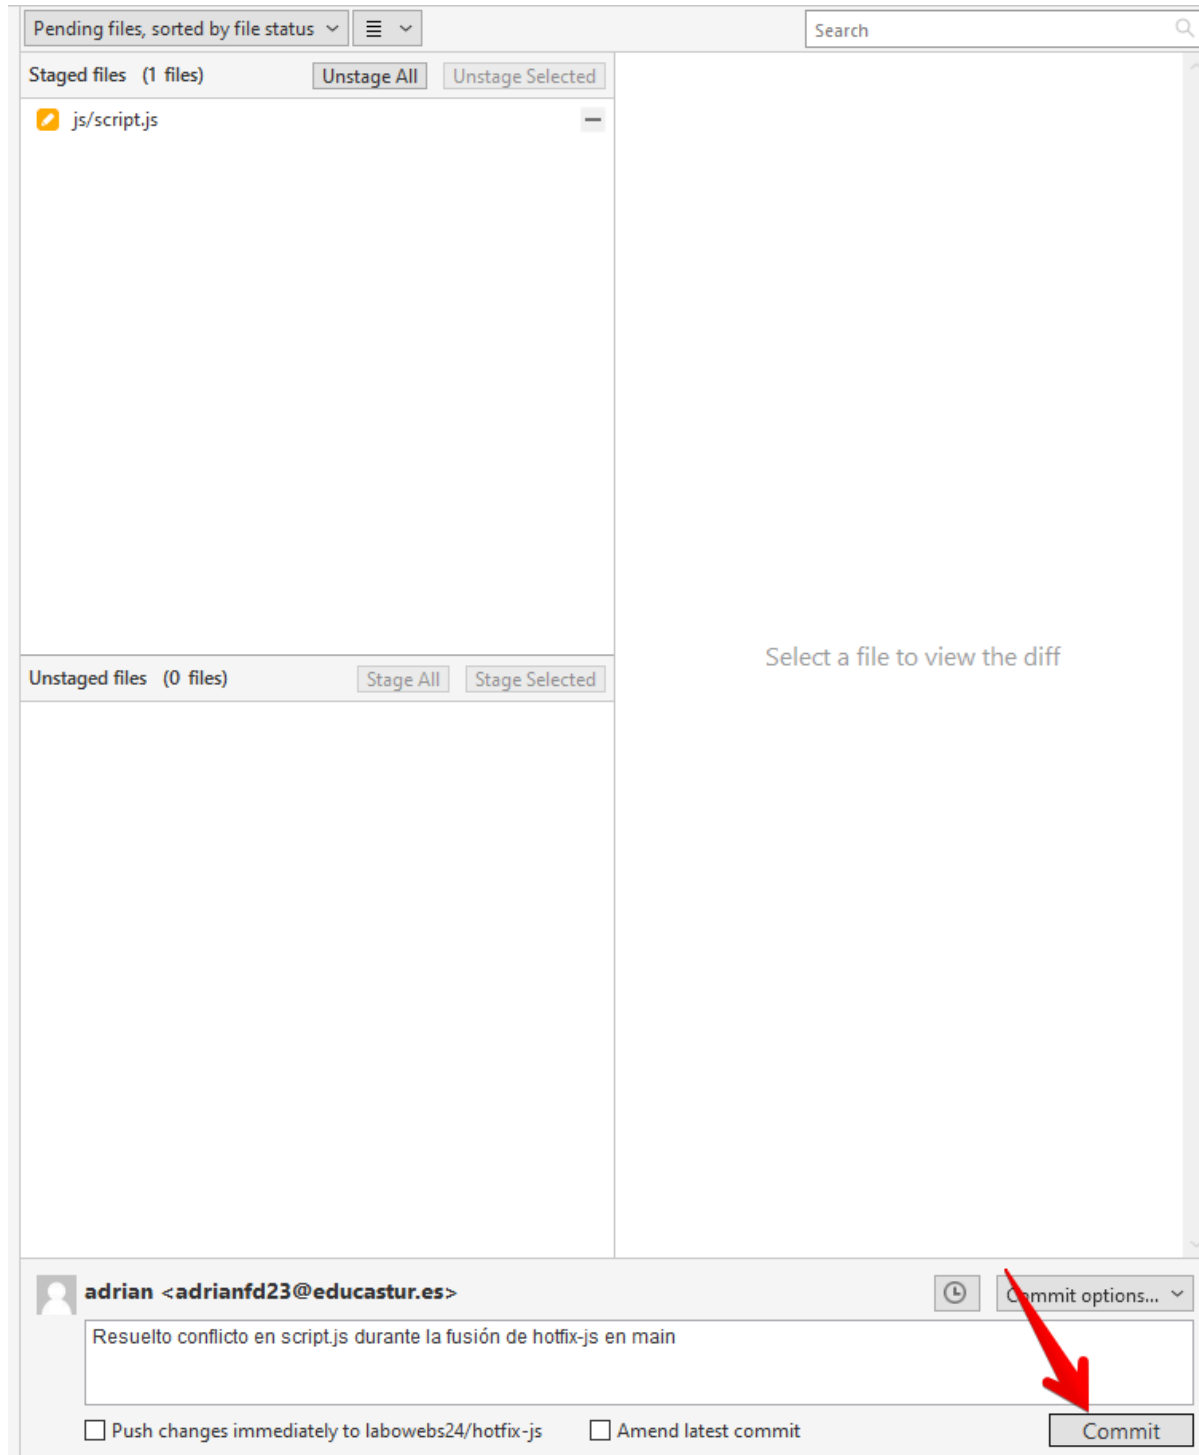 Pending files, sorted by file status
Search
Staged files (1 files) Unstage All Unstage Selected
js/script.js
Select a file to view the diff
Unstaged files (0 files) Stage All Stage Selected
adrian <adrianfd23@educastur.es> Commit options...
Resuelto conflicto en script.js durante la fusión de hotfix-js en main
Push changes immediately to labowebs24/hotfix-js Amend latest commit Commit